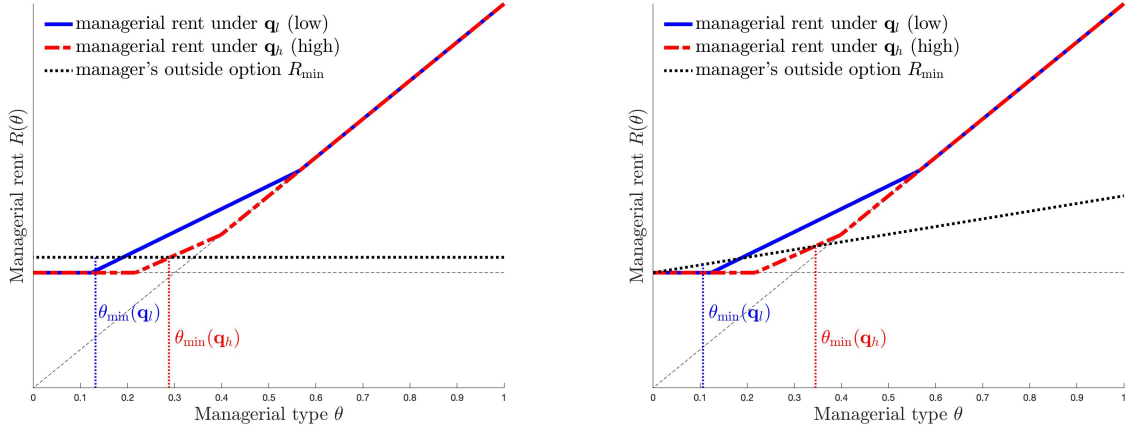 managerial rent under q_l (low)
managerial rent under q_h (high)
manager's outside option R_min
Managerial rent R(θ)
θ_min(q_l)
θ_min(q_h)
0 0.1 0.2 0.3 0.4 0.5 0.6 0.7 0.8 0.9 1
Managerial type θ
managerial rent under q_l (low)
managerial rent under q_h (high)
manager's outside option R_min
Managerial rent R(θ)
θ_min(q_l)
θ_min(q_h)
0 0.1 0.2 0.3 0.4 0.5 0.6 0.7 0.8 0.9 1
Managerial type θ